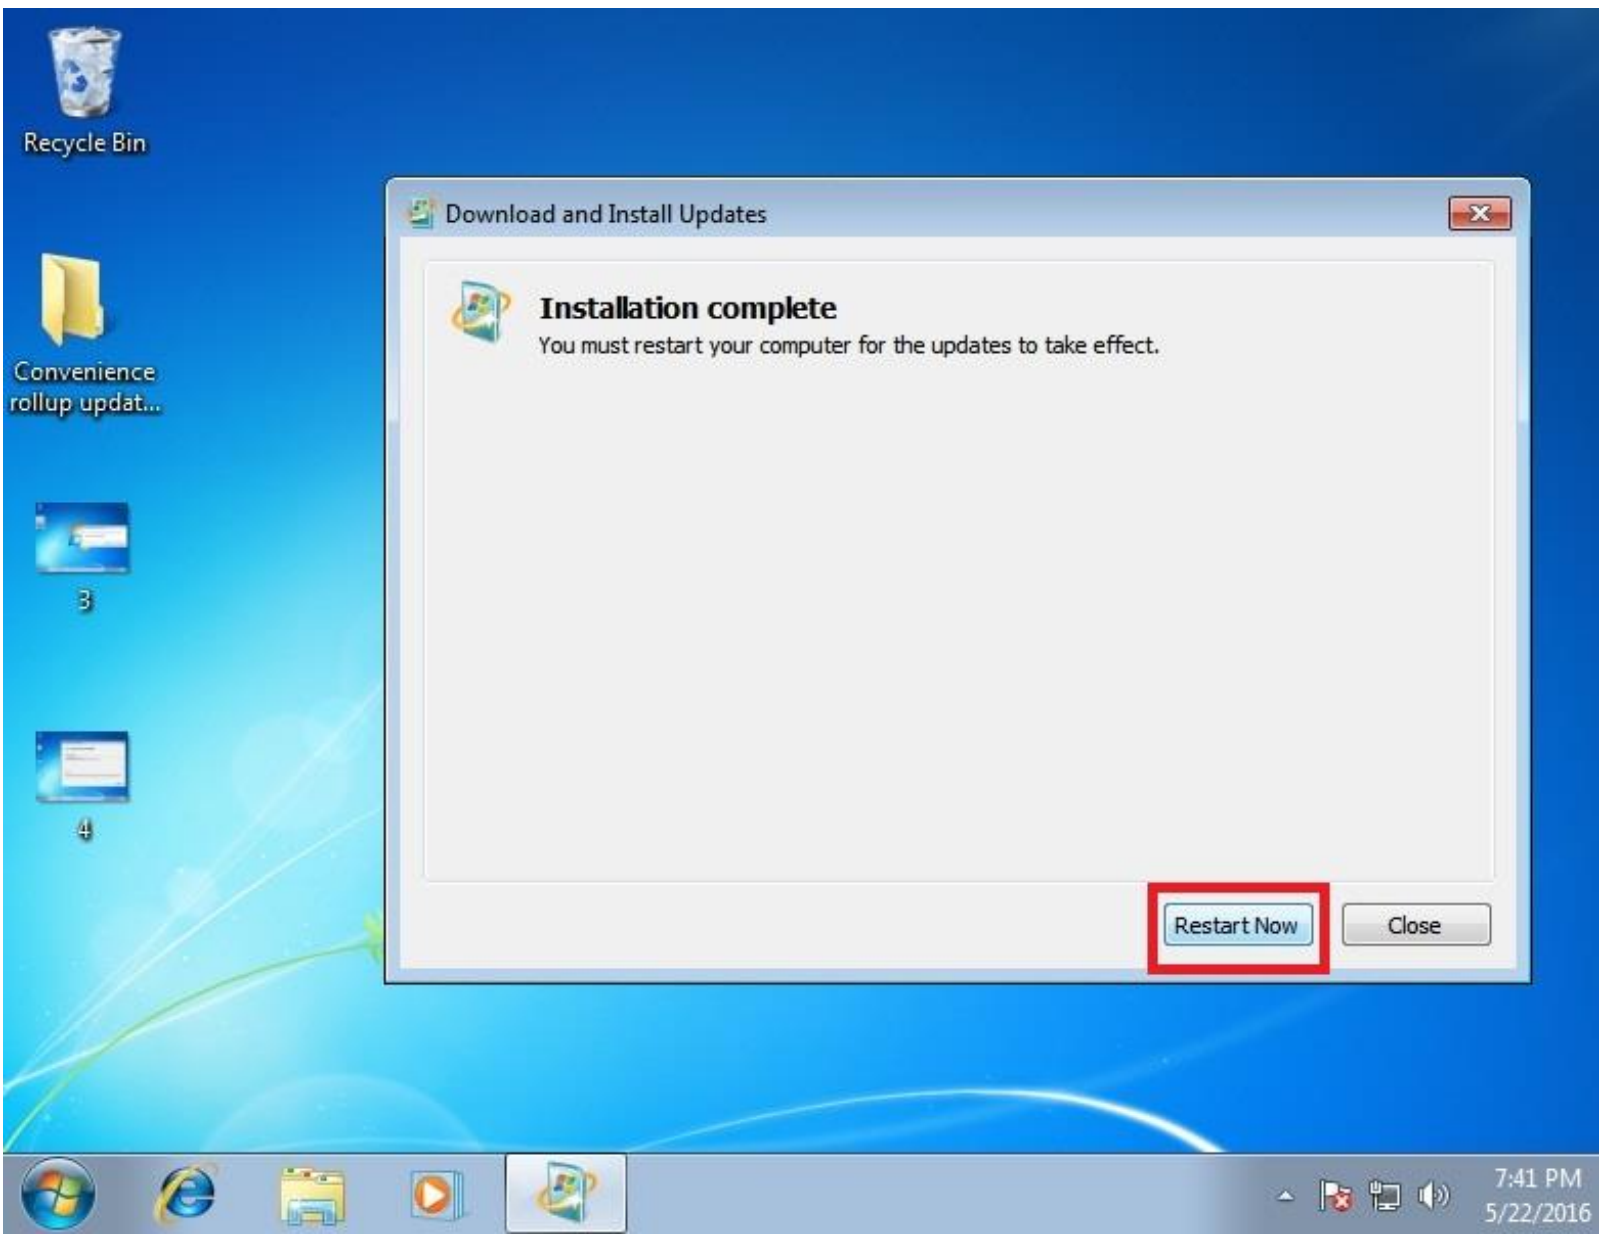 Recycle Bin
Convenience
rollup updat...
3
4
Download and Install Updates
Installation complete
You must restart your computer for the updates to take effect.
Restart Now
Close
7:41 PM
5/22/2016